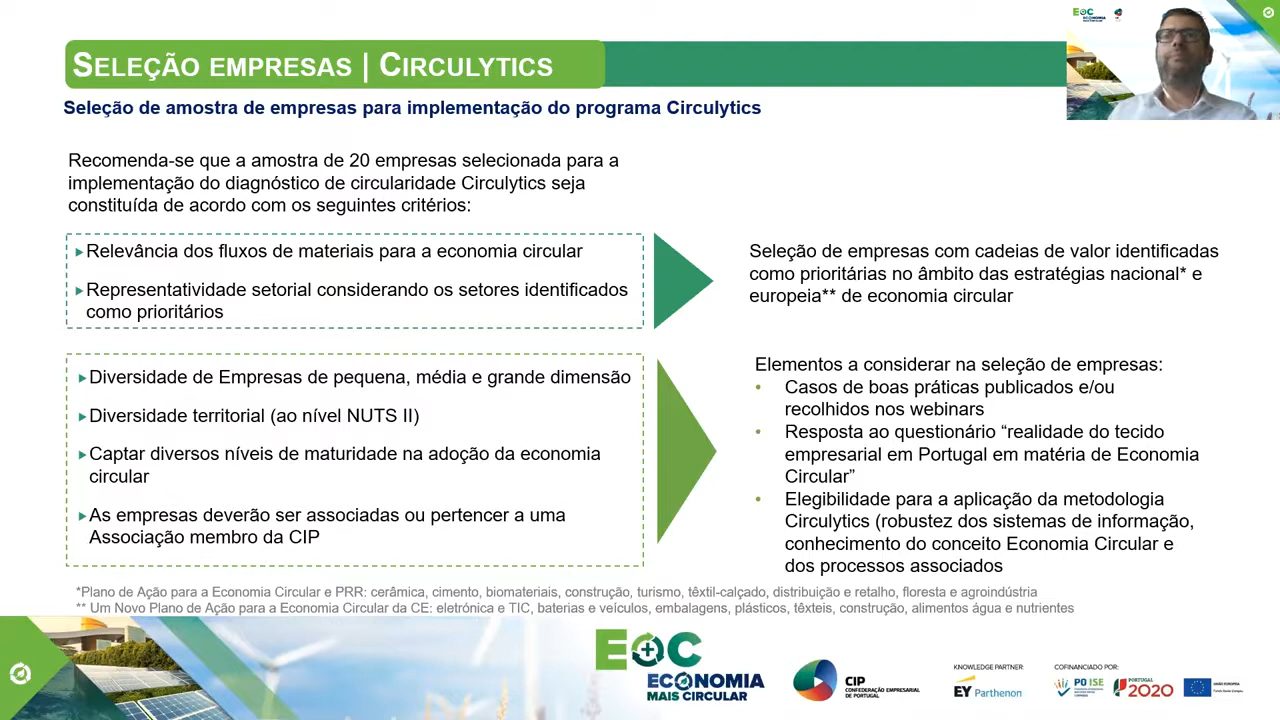 SELEÇÃO EMPRESAS | CIRCULYTICS
Seleção de amostra de empresas para implementação do programa Circulytics
Recomenda-se que a amostra de 20 empresas selecionada para a
implementação do diagnóstico de circularidade Circulytics seja
constituída de acordo com os seguintes critérios:
Relevância dos fluxos de materiais para a economia circular
Representatividade setorial considerando os setores identificados
como prioritários
Seleção de empresas com cadeias de valor identificadas
como prioritárias no âmbito das estratégias nacional* e
europeia** de economia circular
Diversidade de Empresas de pequena, média e grande dimensão
Diversidade territorial (ao nível NUTS II)
Captar diversos níveis de maturidade na adoção da economia
circular
As empresas deverão ser associadas ou pertencer a uma
Associação membro da CIP
Elementos a considerar na seleção de empresas:
• Casos de boas práticas publicados e/ou
recolhidos nos webinars
• Resposta ao questionário “realidade do tecido
empresarial em Portugal em matéria de Economia
Circular”
• Elegibilidade para a aplicação da metodologia
Circulytics (robustez dos sistemas de informação,
conhecimento do conceito Economia Circular e
dos processos associados
*Plano de Ação para a Economia Circular e PRR: cerâmica, cimento, biomateriais, construção, turismo, têxtil-calçado, distribuição e retalho, floresta e agroindústria
** Um Novo Plano de Ação para a Economia Circular da CE: eletrónica e TIC, baterias e veículos, embalagens, plásticos, têxteis, construção, alimentos água e nutrientes
EOC
ECONOMIA
MAIS CIRCULAR
CIP
CONFEDERAÇÃO EMPRESARIAL
DE PORTUGAL
KNOWLEDGE PARTNER:
EY Parthenon
COFINANCIADO POR:
PO ISE
PORTUGAL
2020
UNIÃO EUROPEIA
EOC
ECONOMIA